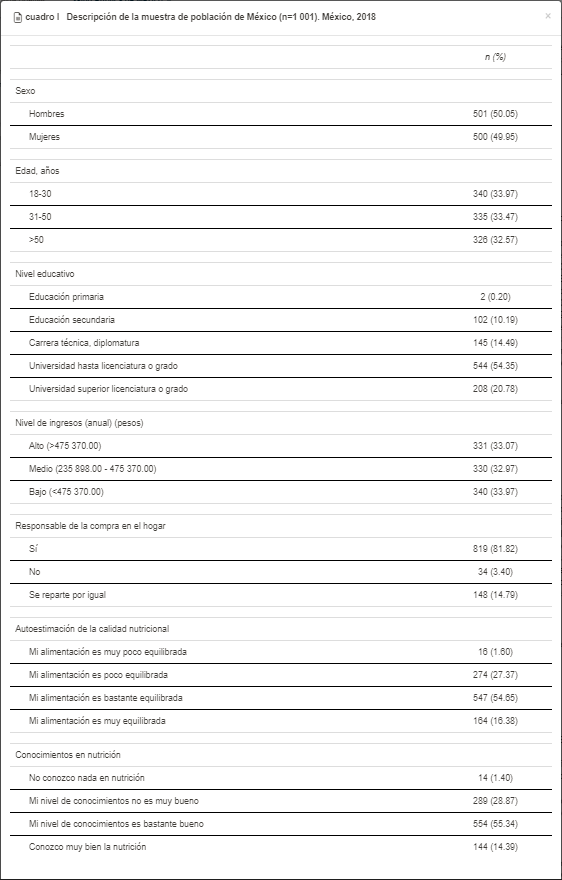 cuadro I Descripción de la muestra de población de México (n=1 001). México, 2018 ×
n (%)
Sexo
Hombres 501 (50.05)
Mujeres 500 (49.95)
Edad, años
18-30 340 (33.97)
31-50 335 (33.47)
>50 326 (32.57)
Nivel educativo
Educación primaria 2 (0.20)
Educación secundaria 102 (10.19)
Carrera técnica, diplomatura 145 (14.49)
Universidad hasta licenciatura o grado 544 (54.35)
Universidad superior licenciatura o grado 208 (20.78)
Nivel de ingresos (anual) (pesos)
Alto (>475 370.00) 331 (33.07)
Medio (235 898.00 - 475 370.00) 330 (32.97)
Bajo (<475 370.00) 340 (33.97)
Responsable de la compra en el hogar
Sí 819 (81.82)
No 34 (3.40)
Se reparte por igual 148 (14.79)
Autoestimación de la calidad nutricional
Mi alimentación es muy poco equilibrada 16 (1.60)
Mi alimentación es poco equilibrada 274 (27.37)
Mi alimentación es bastante equilibrada 547 (54.65)
Mi alimentación es muy equilibrada 164 (16.38)
Conocimientos en nutrición
No conozco nada en nutrición 14 (1.40)
Mi nivel de conocimientos no es muy bueno 289 (28.87)
Mi nivel de conocimientos es bastante bueno 554 (55.34)
Conozco muy bien la nutrición 144 (14.39)